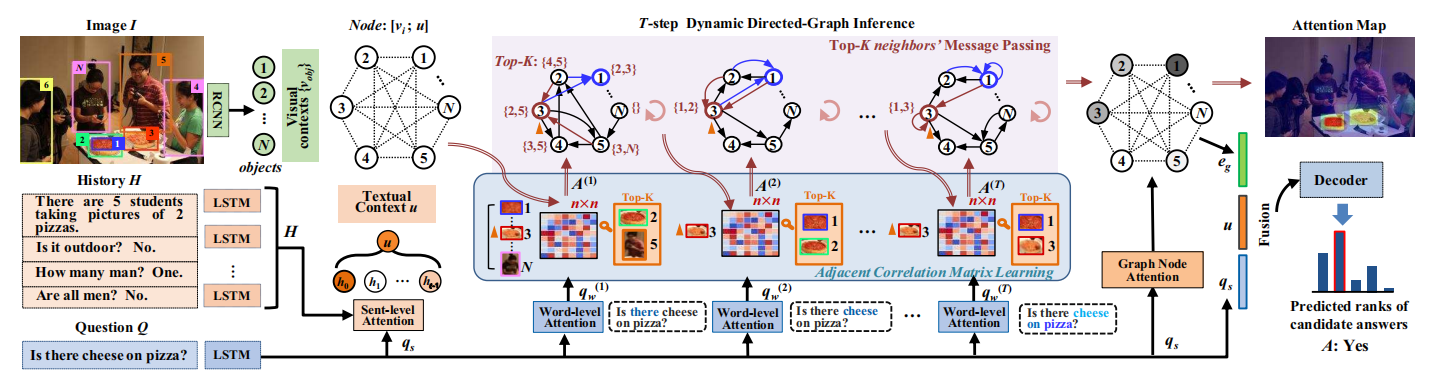 Image I
Node: [v_i ; u]
T-step Dynamic Directed-Graph Inference
Attention Map
Top-K neighbors' Message Passing
Top-K: {4,5}
{2,3}
{2,5}
{}
{3,5}
{3,N}
{1,2}
{1,3}
...
6
N
5
4
2
1
3
RCNN
1
2
N
objects
Visual contexts {v_obj}
2
1
3
N
4
5
2
1
3
N
4
5
2
1
3
N
4
5
2
1
3
N
4
5
2
1
3
N
4
5
History H
There are 5 students
taking pictures of 2
pizzas.
Is it outdoor? No.
How many man? One.
Are all men? No.
LSTM
LSTM
LSTM
LSTM
H
Textual
Context u
u
h_0
h_1
h_{t-1}
Sent-level
Attention
q_s
A^(1)
n×n
Top-K
1
3
N
2
5
A^(2)
n×n
Top-K
3
1
2
...
A^(T)
n×n
Top-K
3
1
3
Adjacent Correlation Matrix Learning
q_w^(1)
Word-level
Attention
Is there cheese
on pizza?
q_w^(2)
Word-level
Attention
Is there cheese
on pizza?
...
q_w^(T)
Word-level
Attention
Is there cheese
on pizza?
Graph Node
Attention
q_s
e_g
u
q_s
Fusion
Decoder
Predicted ranks of
candidate answers
A: Yes
Question Q
Is there cheese on pizza?
LSTM